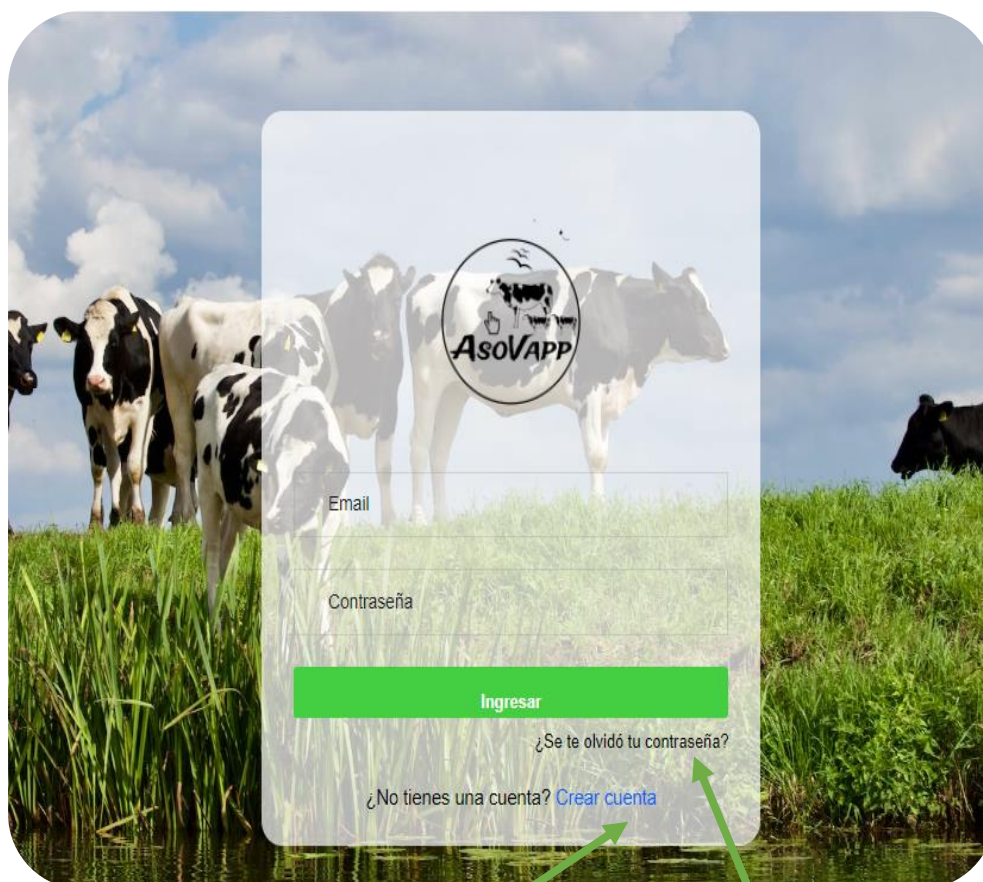 AsoVapp
Email
Contraseña
Ingresar
¿Se te olvidó tu contraseña?
¿No tienes una cuenta? Crear cuenta